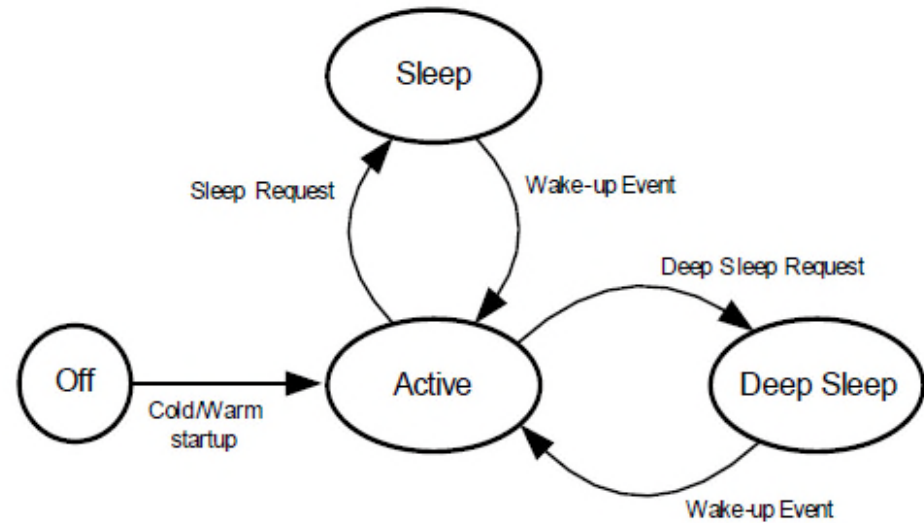 Sleep
Sleep Request
Wake-up Event
Deep Sleep Request
Off
Cold/Warm
startup
Active
Deep Sleep
Wake-up Event